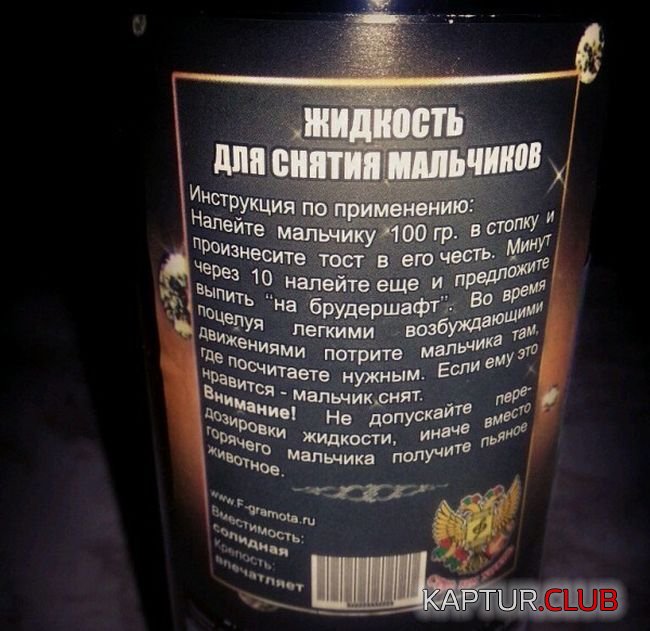 ЖИДКОСТЬ
ДЛЯ СНЯТИЯ МАЛЬЧИКОВ
Инструкция по применению:
Налейте мальчику 100 гр. в стопку и
произнесите тост в его честь. Минут
через 10 налейте еще и предложите
выпить "на брудершафт". Во время
поцелуя легкими возбуждающими
движениями потрите мальчика там,
где посчитаете нужным. Если ему это
нравится - мальчик снят.
Внимание! Не допускайте пере-
дозировки жидкости, иначе вместо
горячего мальчика получите пьяное
животное.
www.F-gramota.ru
Вместимость:
солидная
Крепость:
впечатляет
KAPTUR.CLUB